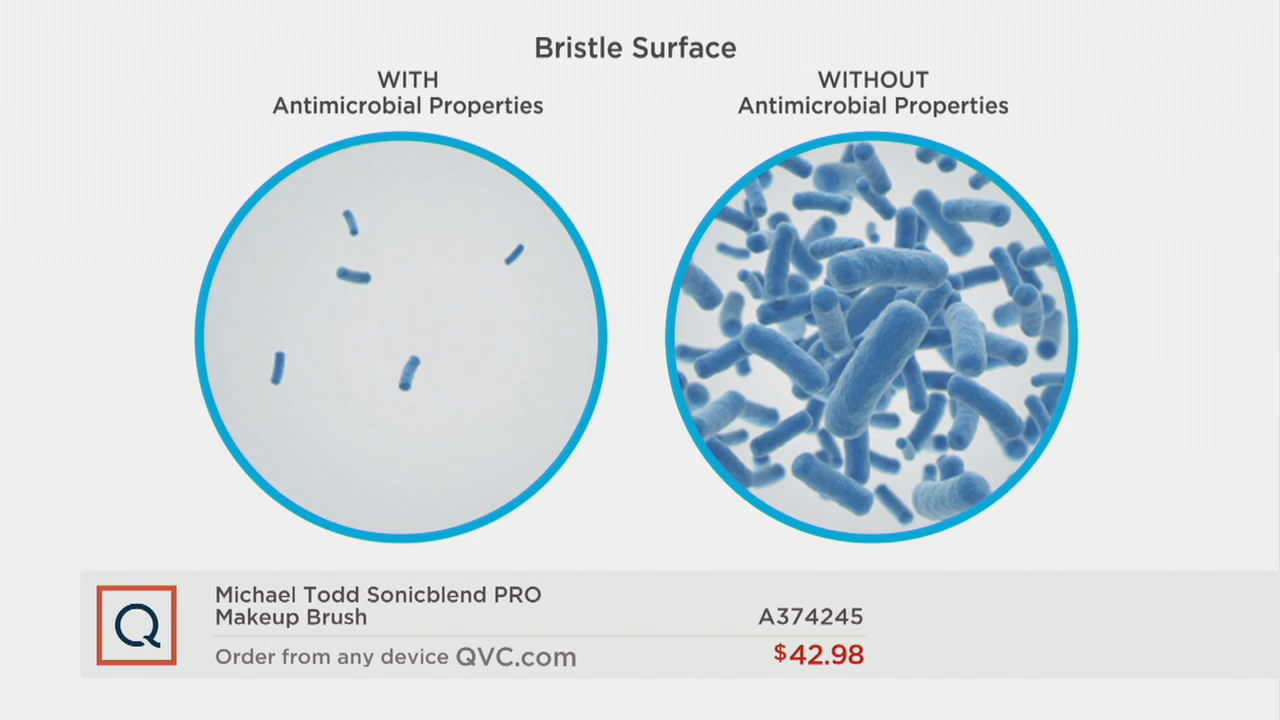 Bristle Surface
WITH
Antimicrobial Properties
WITHOUT
Antimicrobial Properties
Q
Michael Todd Sonicblend PRO
Makeup Brush
A374245
Order from any device QVC.com
$42.98